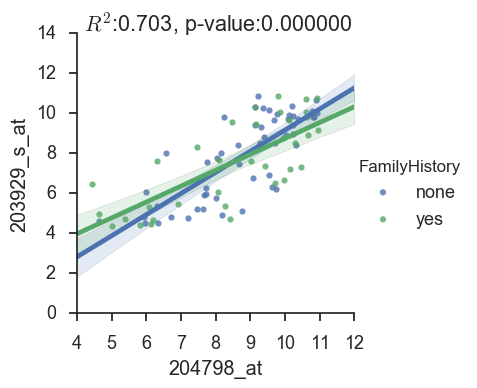 R²:0.703, p-value:0.000000
14
12
10
8
6
4
2
0
203929_s_at
4 5 6 7 8 9 10 11 12
204798_at
FamilyHistory
none
yes